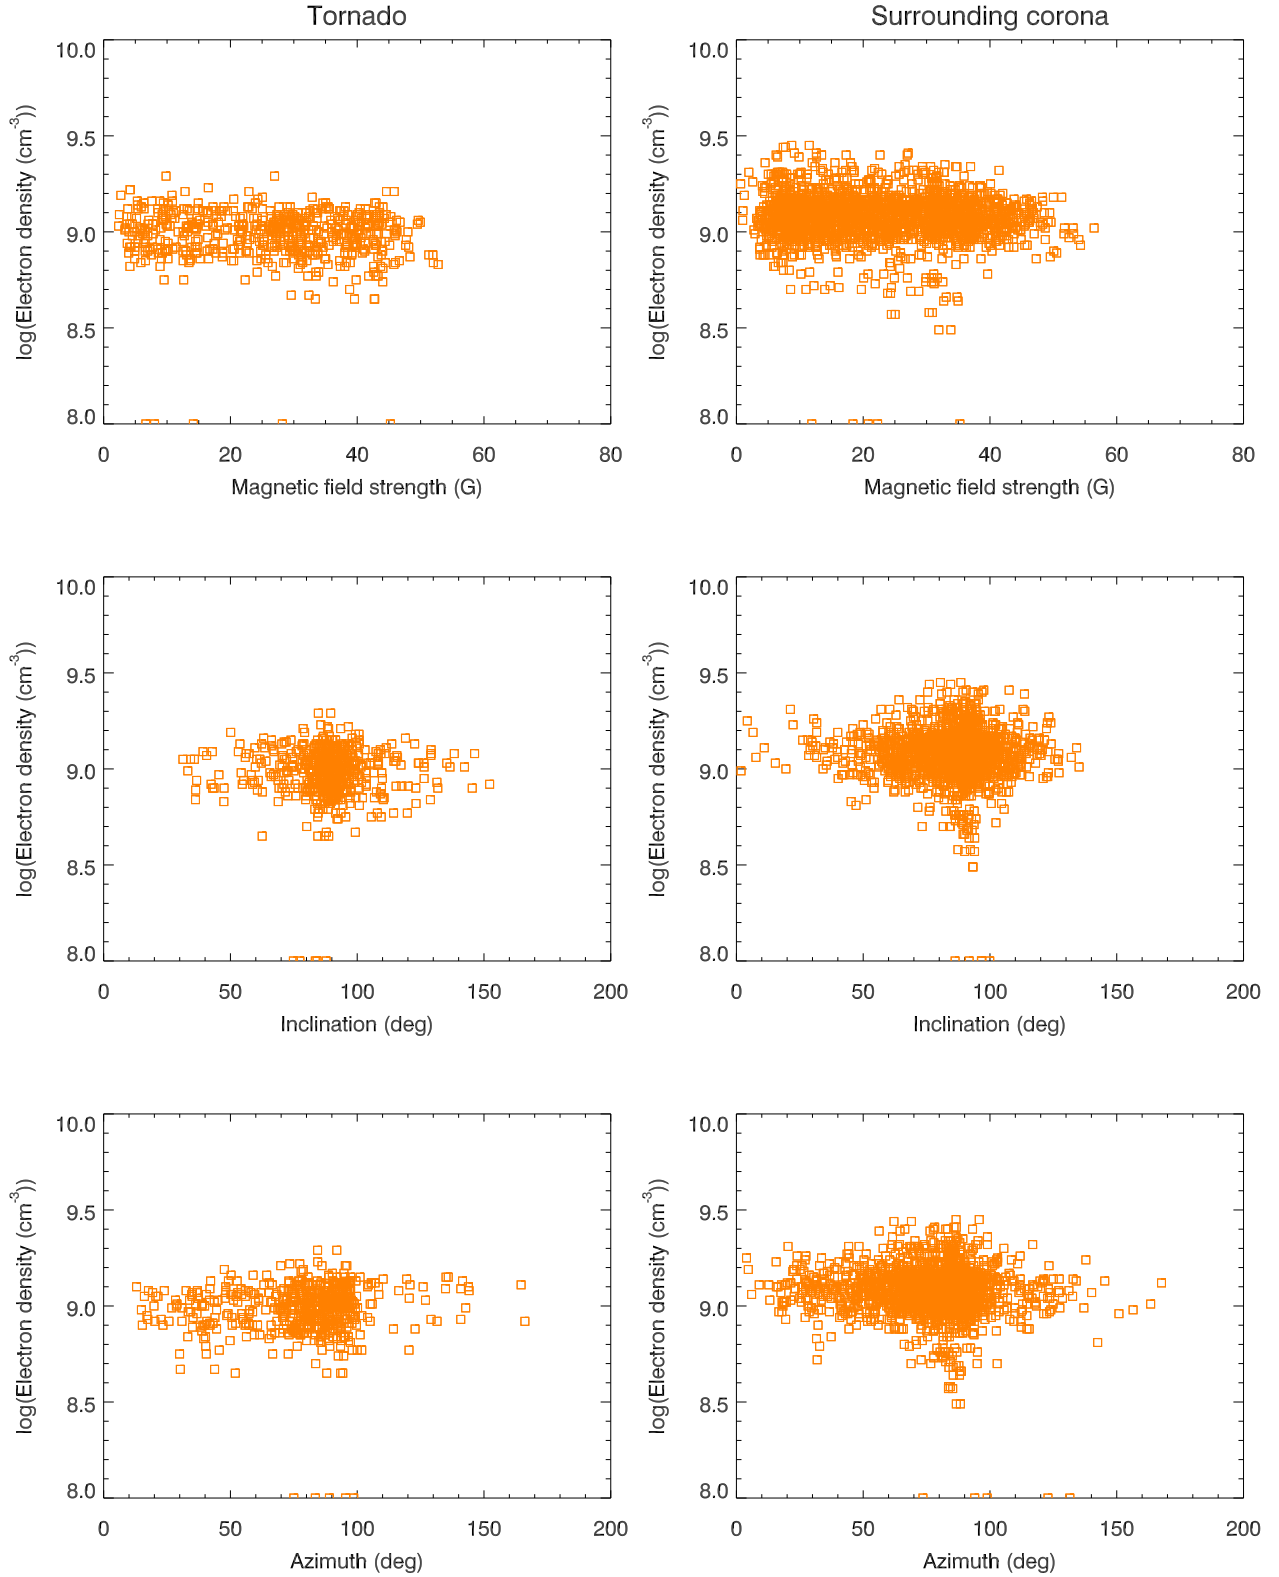 Tornado
Surrounding corona
10.0
9.5
9.0
8.5
8.0
log(Electron density (cm-3))
0 20 40 60 80
Magnetic field strength (G)
10.0
9.5
9.0
8.5
8.0
log(Electron density (cm-3))
0 20 40 60 80
Magnetic field strength (G)
10.0
9.5
9.0
8.5
8.0
log(Electron density (cm-3))
0 50 100 150 200
Inclination (deg)
10.0
9.5
9.0
8.5
8.0
log(Electron density (cm-3))
0 50 100 150 200
Inclination (deg)
10.0
9.5
9.0
8.5
8.0
log(Electron density (cm-3))
0 50 100 150 200
Azimuth (deg)
10.0
9.5
9.0
8.5
8.0
log(Electron density (cm-3))
0 50 100 150 200
Azimuth (deg)